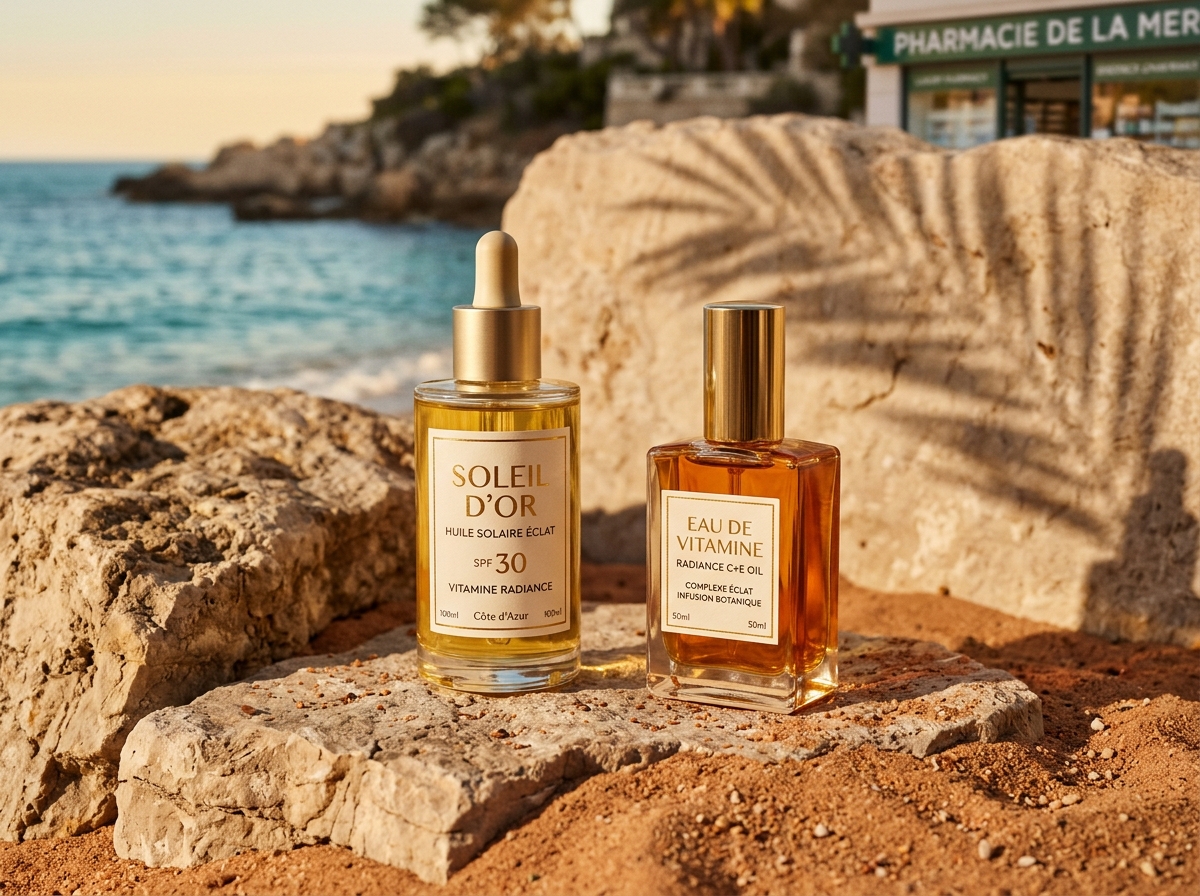 PHARMACIE DE LA MER
SOLEIL
D'OR
HUILE SOLAIRE ÉCLAT
SPF 30
VITAMINE RADIANCE
100ml Côte d'Azur 100ml
EAU DE
VITAMINE
RADIANCE C+E OIL
COMPLEXE ÉCLAT
INFUSION BOTANIQUE
50ml 50ml